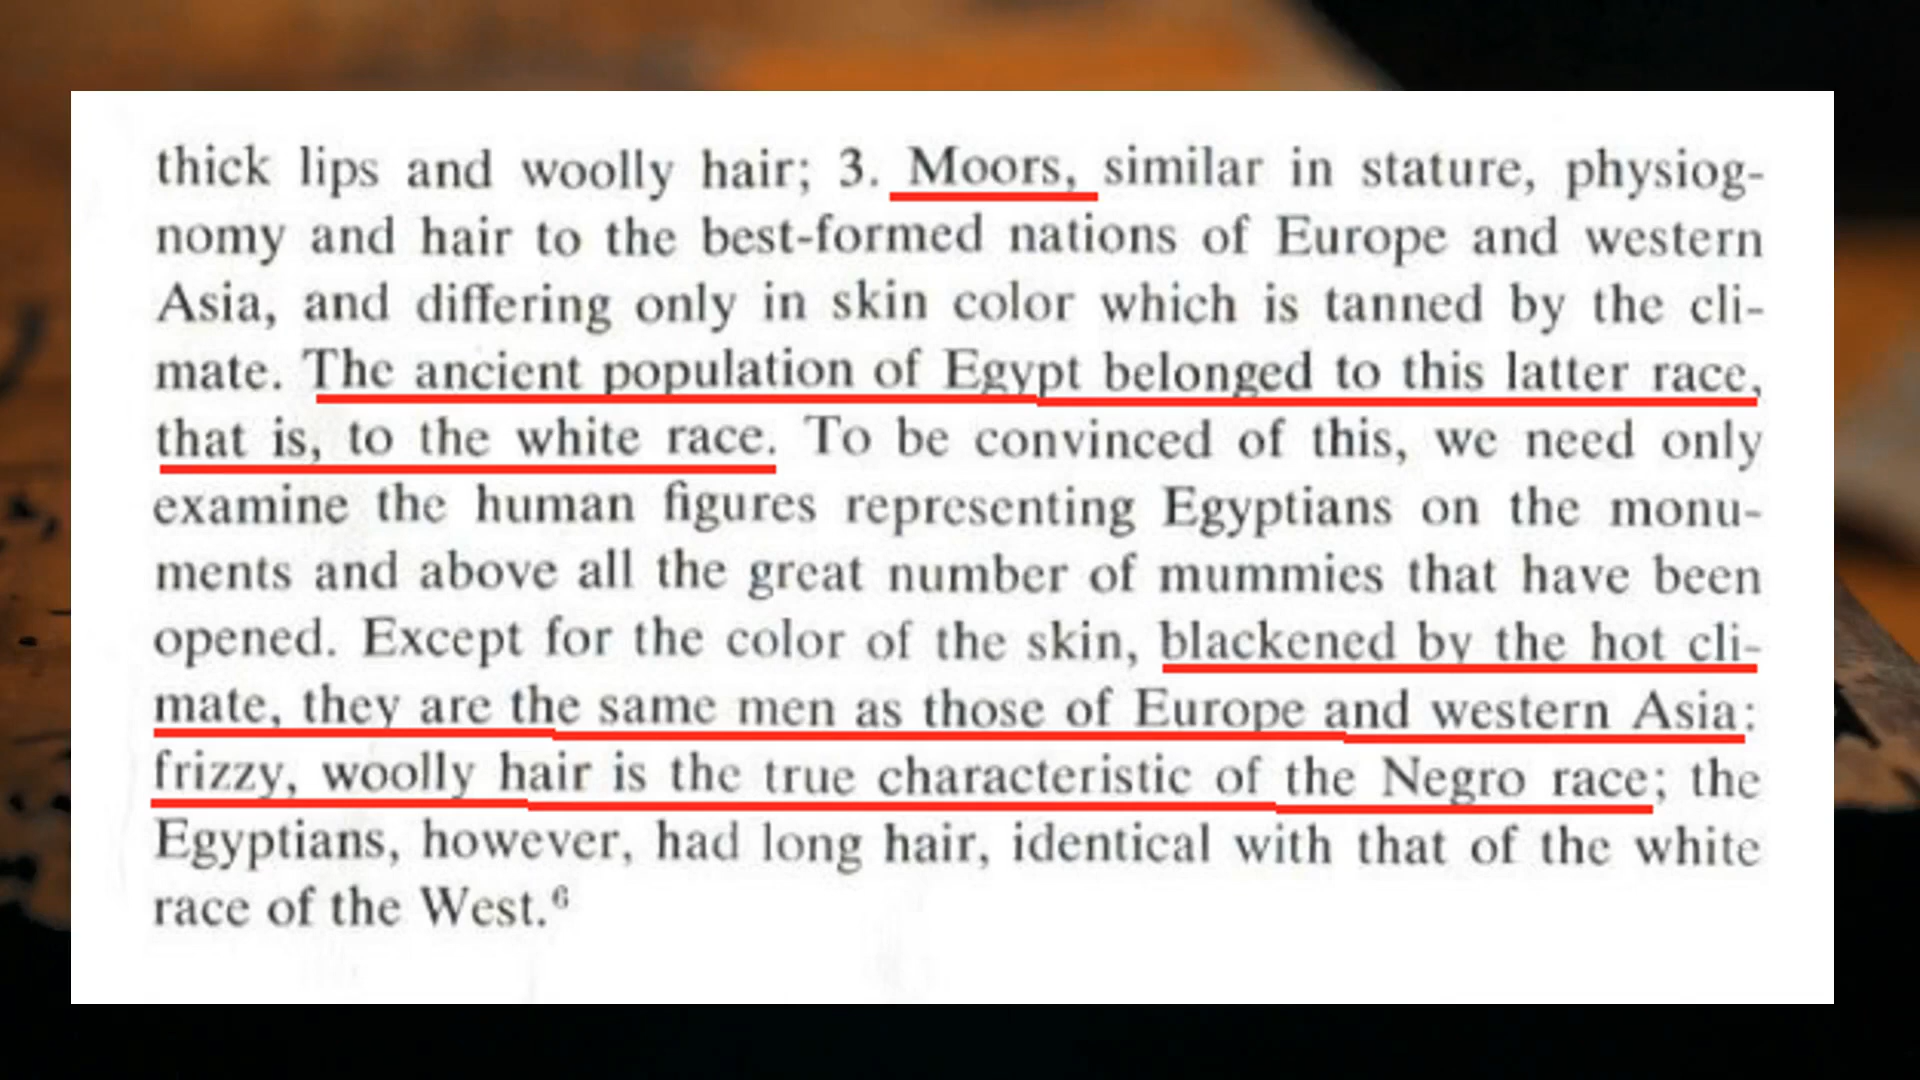 thick lips and woolly hair; 3. Moors, similar in stature, physiog-
nomy and hair to the best-formed nations of Europe and western
Asia, and differing only in skin color which is tanned by the cli-
mate. The ancient population of Egypt belonged to this latter race,
that is, to the white race. To be convinced of this, we need only
examine the human figures representing Egyptians on the monu-
ments and above all the great number of mummies that have been
opened. Except for the color of the skin, blackened by the hot cli-
mate, they are the same men as those of Europe and western Asia:
frizzy, woolly hair is the true characteristic of the Negro race; the
Egyptians, however, had long hair, identical with that of the white
race of the West.⁶